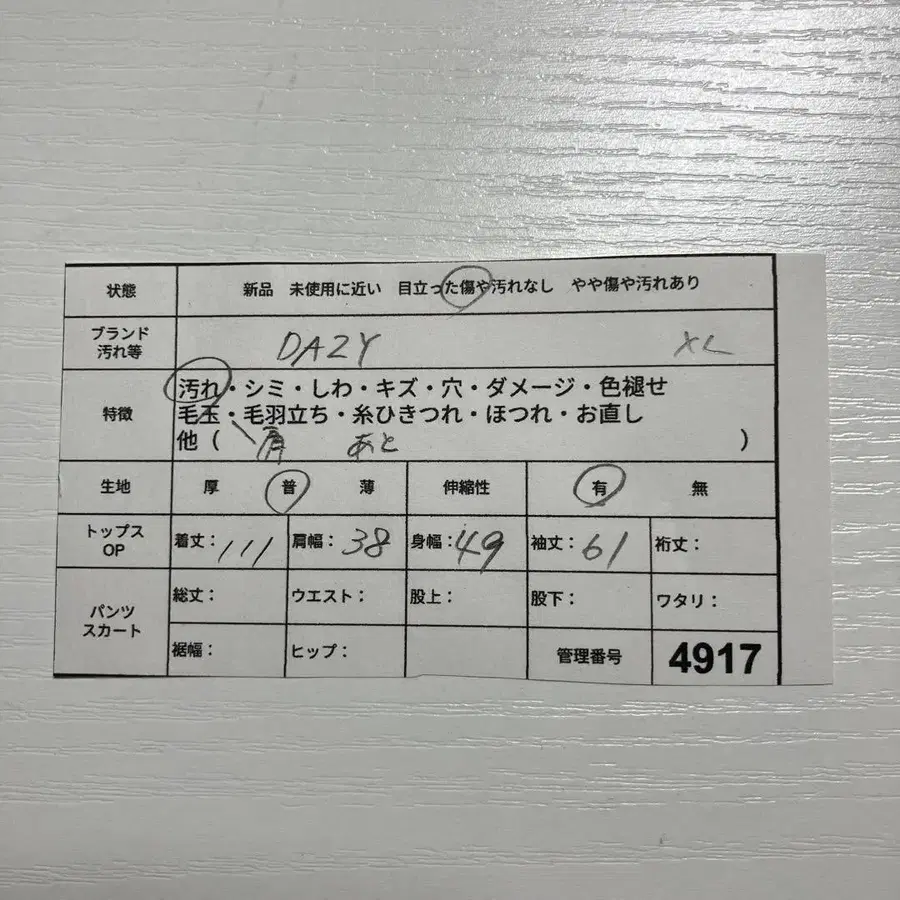 状態 新品 未使用に近い 目立った傷や汚れなし やや傷や汚れあり
ブランド 汚れ等 DAZY XL
特徴 汚れ・シミ・しわ・キズ・穴・ダメージ・色褪せ
毛玉・毛羽立ち・糸ひきつれ・ほつれ・お直し
他（ 肩 あと ）
生地 厚 普 薄 伸縮性 有 無
トップス OP 着丈：111 肩幅：38 身幅：49 袖丈：61 裄丈：
パンツ スカート 総丈： ウエスト： 股上： 股下： ワタリ：
裾幅： ヒップ： 管理番号 4917